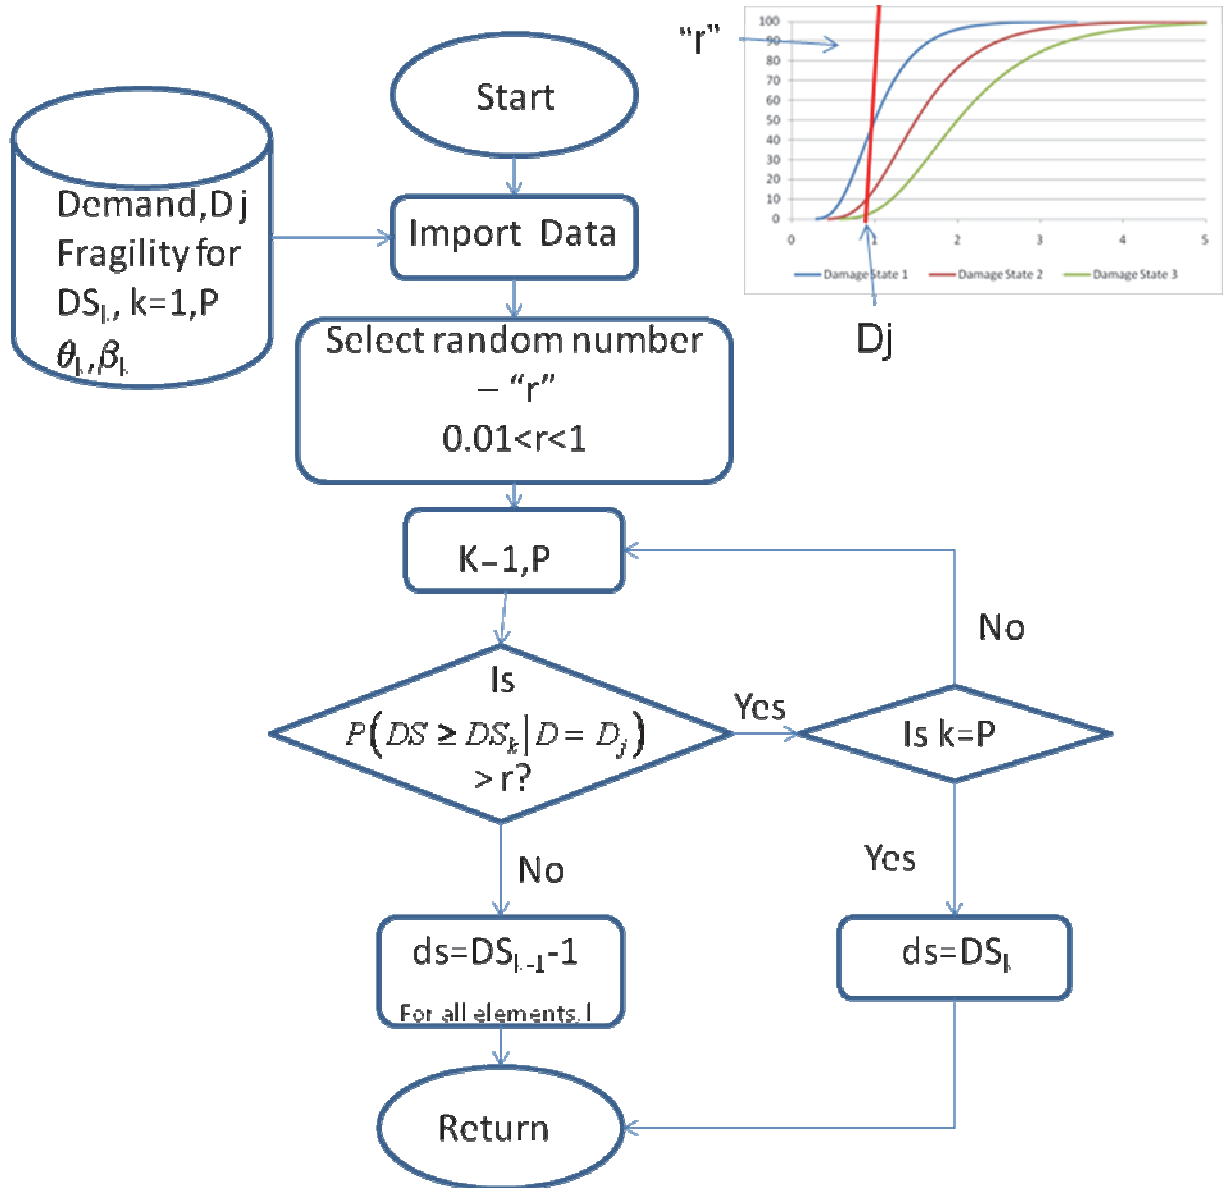 Start
Demand,Dj
Fragility for
DSₖ, k=1,P
θₖ,βₖ
Import Data
Select random number
– “r”
0.01<r<1
K=1,P
Is
P(DS ≥ DSₖ|D = Dⱼ)
> r?
Yes
Is k=P
No
No
Yes
ds=DSₖ₋₁-1
For all elements, I
ds=DSₖ
Return
“r”
100
90
80
70
60
50
40
30
20
10
0
0 1 2 3 4 5
Damage State 1 Damage State 2 Damage State 3
Dj